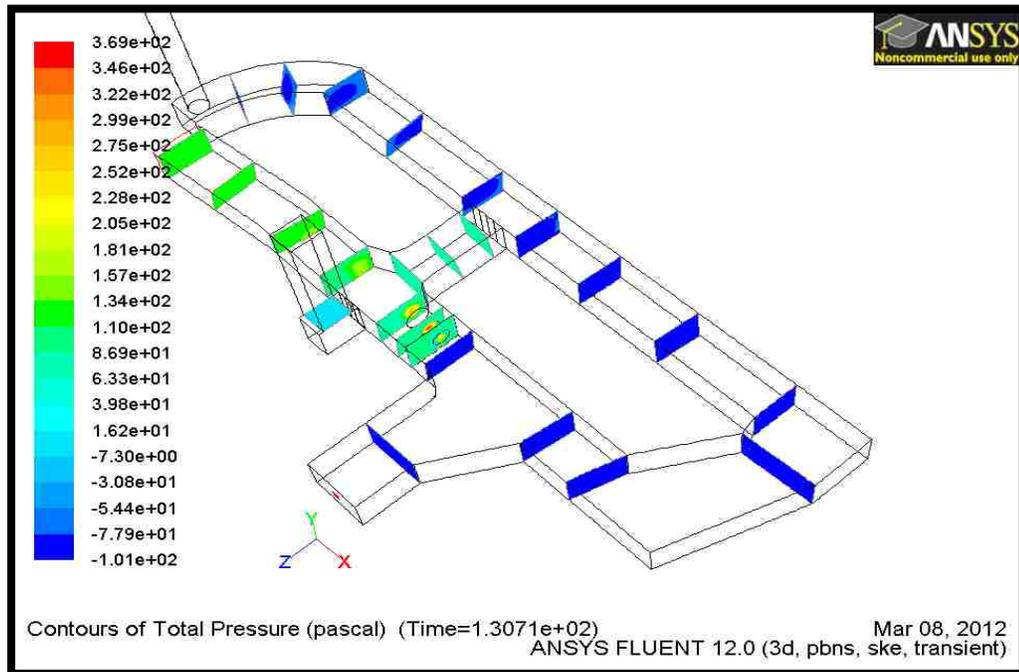 ANSYS
Noncommercial use only
3.69e+02
3.46e+02
3.22e+02
2.99e+02
2.75e+02
2.52e+02
2.28e+02
2.05e+02
1.81e+02
1.57e+02
1.34e+02
1.10e+02
8.69e+01
6.33e+01
3.98e+01
1.62e+01
-7.30e+00
-3.08e+01
-5.44e+01
-7.79e+01
-1.01e+02
Y
Z
X
Contours of Total Pressure (pascal) (Time=1.3071e+02)
Mar 08, 2012
ANSYS FLUENT 12.0 (3d, pbns, ske, transient)